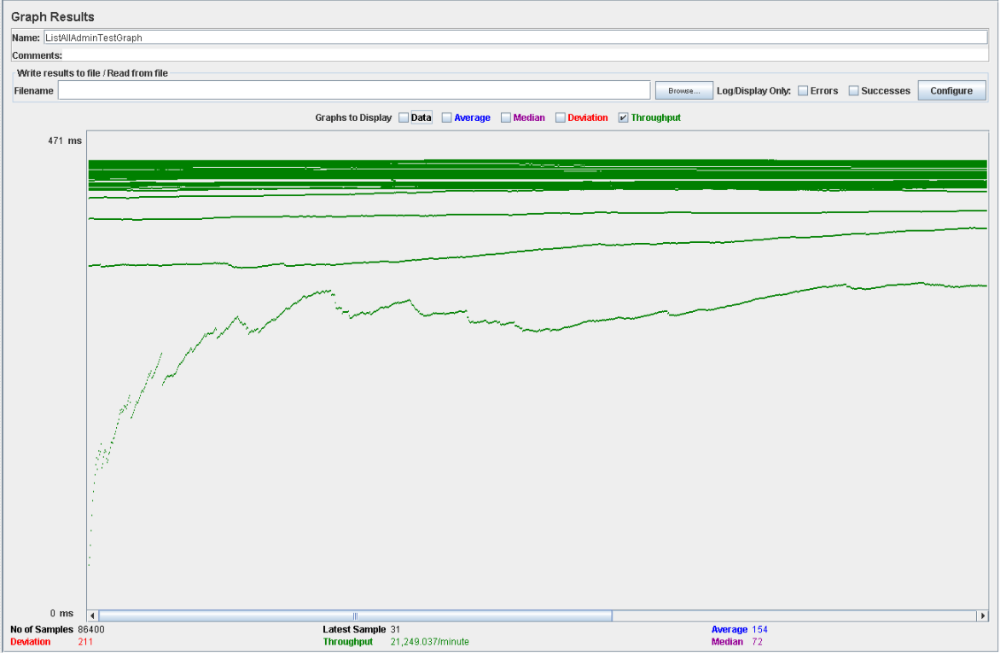 Graph Results
Name: ListAllAdminTestGraph
Comments:
Write results to file / Read from file
Filename Browse... Log/Display Only: Errors Successes Configure
Graphs to Display Data Average Median Deviation Throughput
471 ms
0 ms
No of Samples 86400 Latest Sample 31 Average 154
Deviation 211 Throughput 21,249.037/minute Median 72